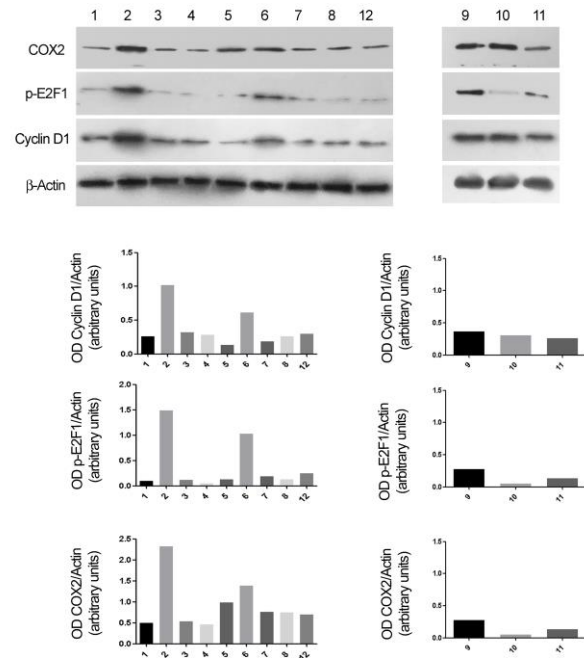 1 2 3 4 5 6 7 8 12
9 10 11
COX2
p-E2F1
Cyclin D1
β-Actin
OD Cyclin D1/Actin
(arbitrary units)
1.5
1.0
0.5
0.0
1 2 3 4 5 6 7 8 12
OD Cyclin D1/Actin
(arbitrary units)
1.5
1.0
0.5
0.0
9 10 11
OD p-E2F1/Actin
(arbitrary units)
2.0
1.5
1.0
0.5
0.0
1 2 3 4 5 6 7 8 12
OD p-E2F1/Actin
(arbitrary units)
1.5
1.0
0.5
0.0
9 10 11
OD COX2/Actin
(arbitrary units)
2.5
2.0
1.5
1.0
0.5
0.0
1 2 3 4 5 6 7 8 12
OD COX2/Actin
(arbitrary units)
1.5
1.0
0.5
0.0
9 10 11